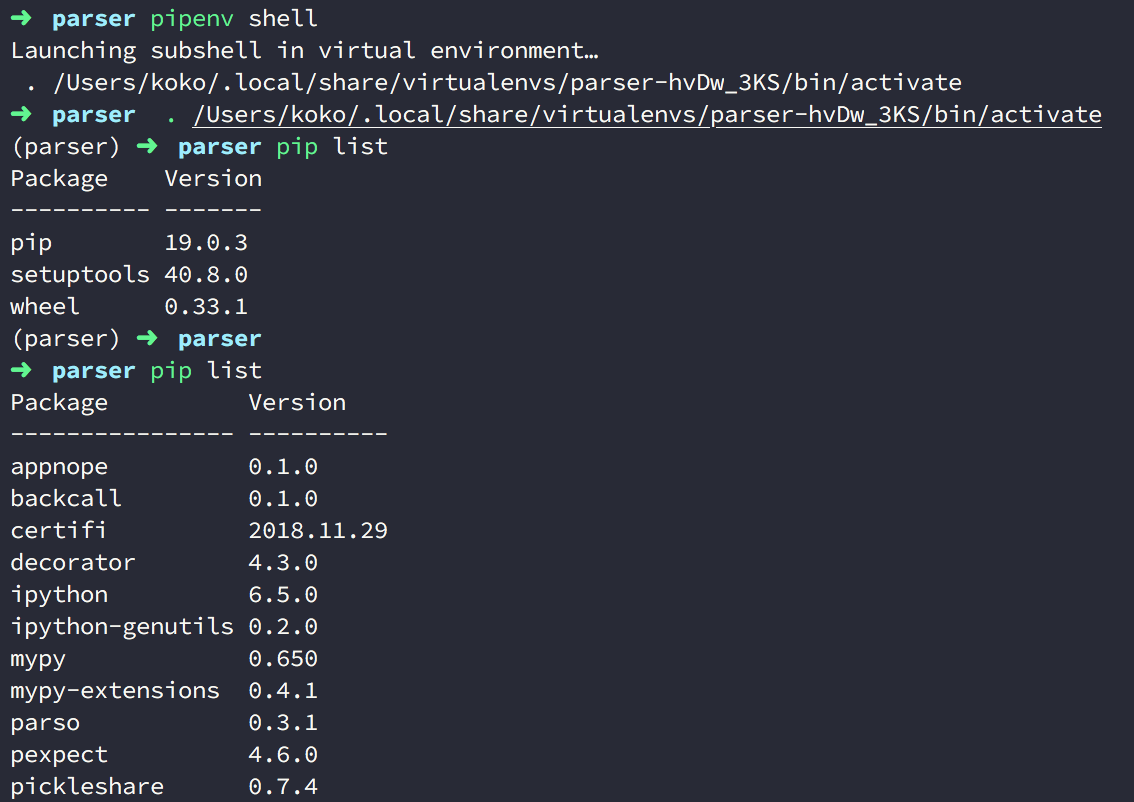 ➜  parser pipenv shell
Launching subshell in virtual environment…
 . /Users/koko/.local/share/virtualenvs/parser-hvDw_3KS/bin/activate
➜  parser  . /Users/koko/.local/share/virtualenvs/parser-hvDw_3KS/bin/activate
(parser) ➜  parser pip list
Package    Version
---------- -------
pip        19.0.3
setuptools 40.8.0
wheel      0.33.1
(parser) ➜  parser
➜  parser pip list
Package          Version
---------------- ----------
appnope          0.1.0
backcall         0.1.0
certifi          2018.11.29
decorator        4.3.0
ipython          6.5.0
ipython-genutils 0.2.0
mypy             0.650
mypy-extensions  0.4.1
parso            0.3.1
pexpect          4.6.0
pickleshare      0.7.4